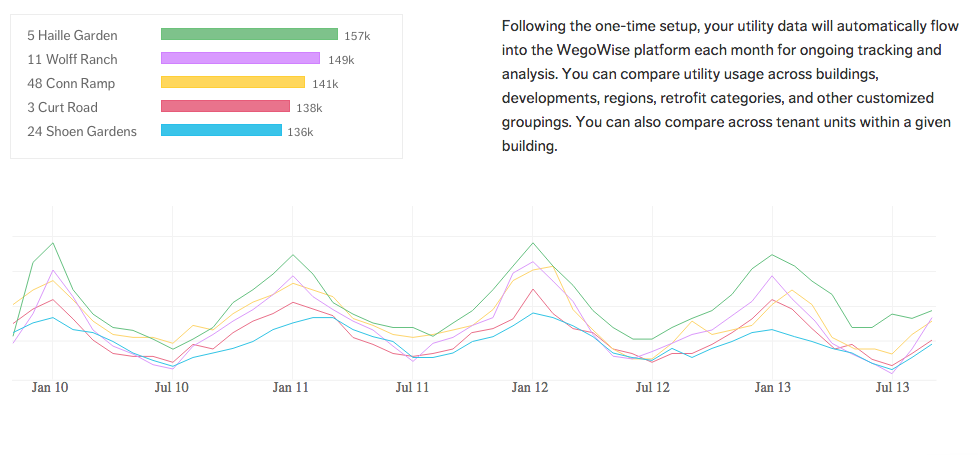 5 Haille Garden 157k
11 Wolff Ranch 149k
48 Conn Ramp 141k
3 Curt Road 138k
24 Shoen Gardens 136k
Following the one-time setup, your utility data will automatically flow
into the WegoWise platform each month for ongoing tracking and
analysis. You can compare utility usage across buildings,
developments, regions, retrofit categories, and other customized
groupings. You can also compare across tenant units within a given
building.
Jan 10 Jul 10 Jan 11 Jul 11 Jan 12 Jul 12 Jan 13 Jul 13